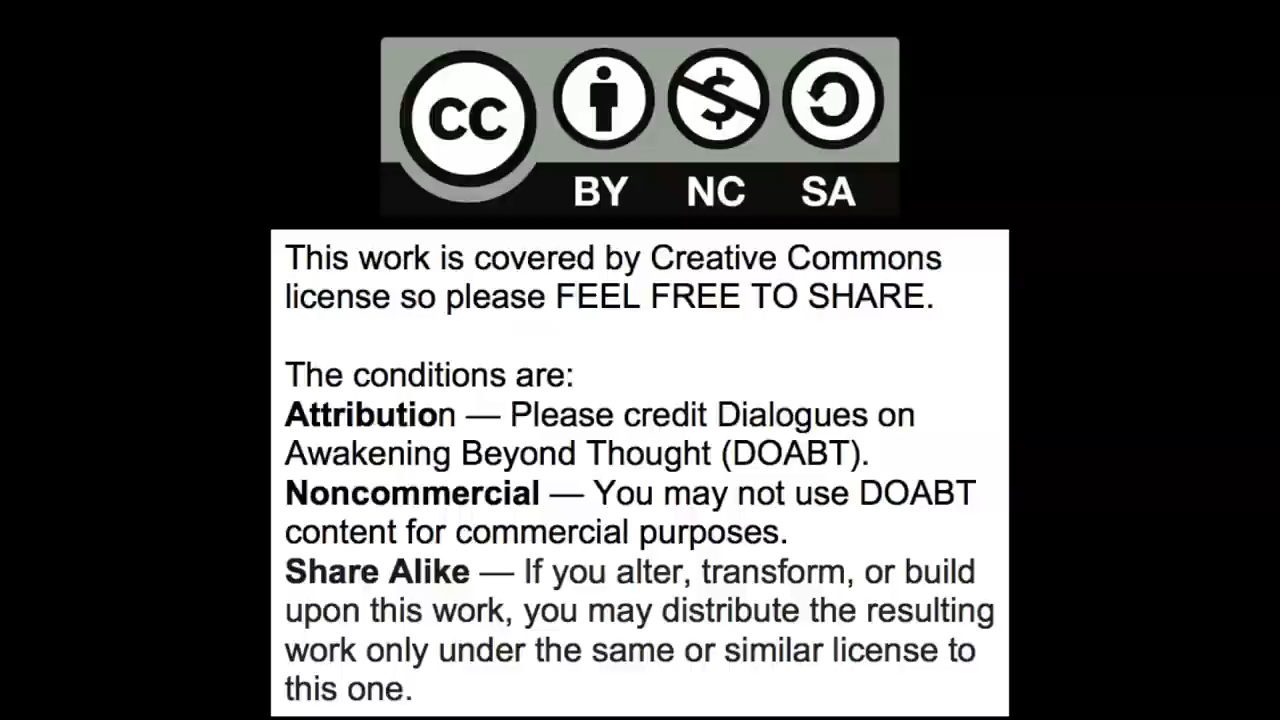 CC
BY NC SA
This work is covered by Creative Commons
license so please FEEL FREE TO SHARE.
The conditions are:
Attribution — Please credit Dialogues on
Awakening Beyond Thought (DOABT).
Noncommercial — You may not use DOABT
content for commercial purposes.
Share Alike — If you alter, transform, or build
upon this work, you may distribute the resulting
work only under the same or similar license to
this one.